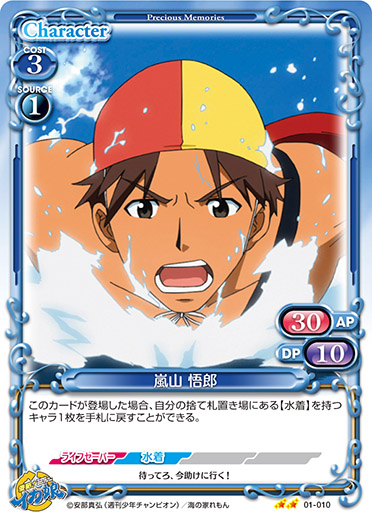 Precious Memories
Character
COST
3
SOURCE
1
30 AP
DP 10
嵐山 悟郎
このカードが登場した場合、自分の捨て札置き場にある【水着】を持つ
キャラ1枚を手札に戻すことができる。
ライフセーバー 水着
待ってろ、今助けに行く!
©安部真弘(週刊少年チャンピオン)/海の家れもん
01-010